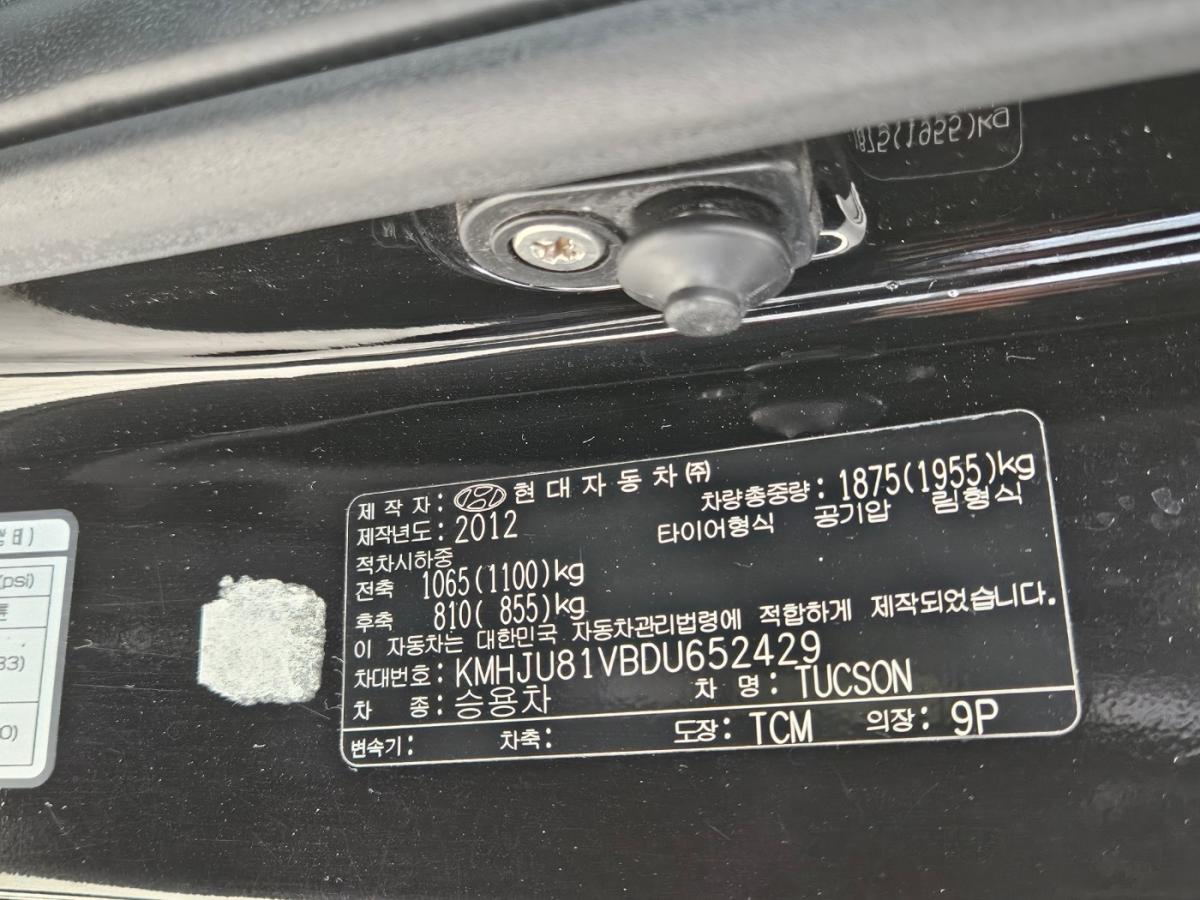 1875(1955)kg
제 작 자: 현 대 자 동 차 ㈜
차량총중량: 1875(1955)kg
제작년도: 2012
타이어형식 공기압 림형식
적차시하중
전축 1065(1100)kg
후축 810( 855)kg
이 자동차는 대한민국 자동차관리법령에 적합하게 제작되었습니다.
차대번호: KMHJU81VBDU652429
차 종: 승용차 차 명: TUCSON
변속기: 차축: 도장: TCM 의장: 9P
(psi)